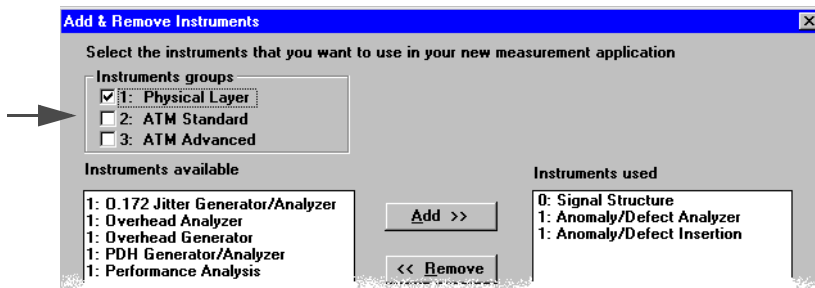 Add & Remove Instruments
Select the instruments that you want to use in your new measurement application
Instruments groups
1: Physical Layer
2: ATM Standard
3: ATM Advanced
Instruments available
1: O.172 Jitter Generator/Analyzer
1: Overhead Analyzer
1: Overhead Generator
1: PDH Generator/Analyzer
1: Performance Analysis
Add >>
<< Remove
Instruments used
0: Signal Structure
1: Anomaly/Defect Analyzer
1: Anomaly/Defect Insertion